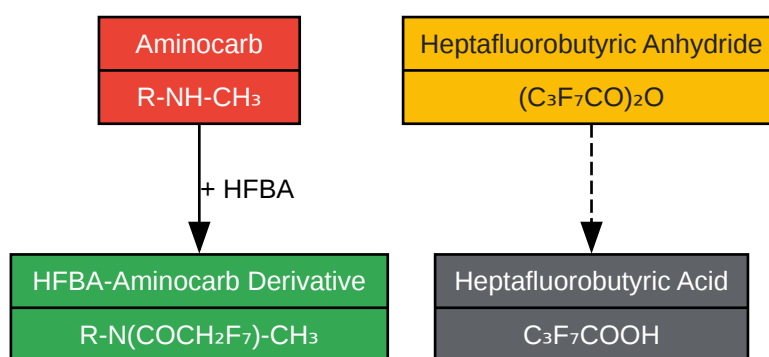 Aminocarb
R-NH-CH₃
Heptafluorobutyric Anhydride
(C₃F₇CO)₂O
+ HFBA
HFBA-Aminocarb Derivative
R-N(COCH₂F₇)-CH₃
Heptafluorobutyric Acid
C₃F₇COOH